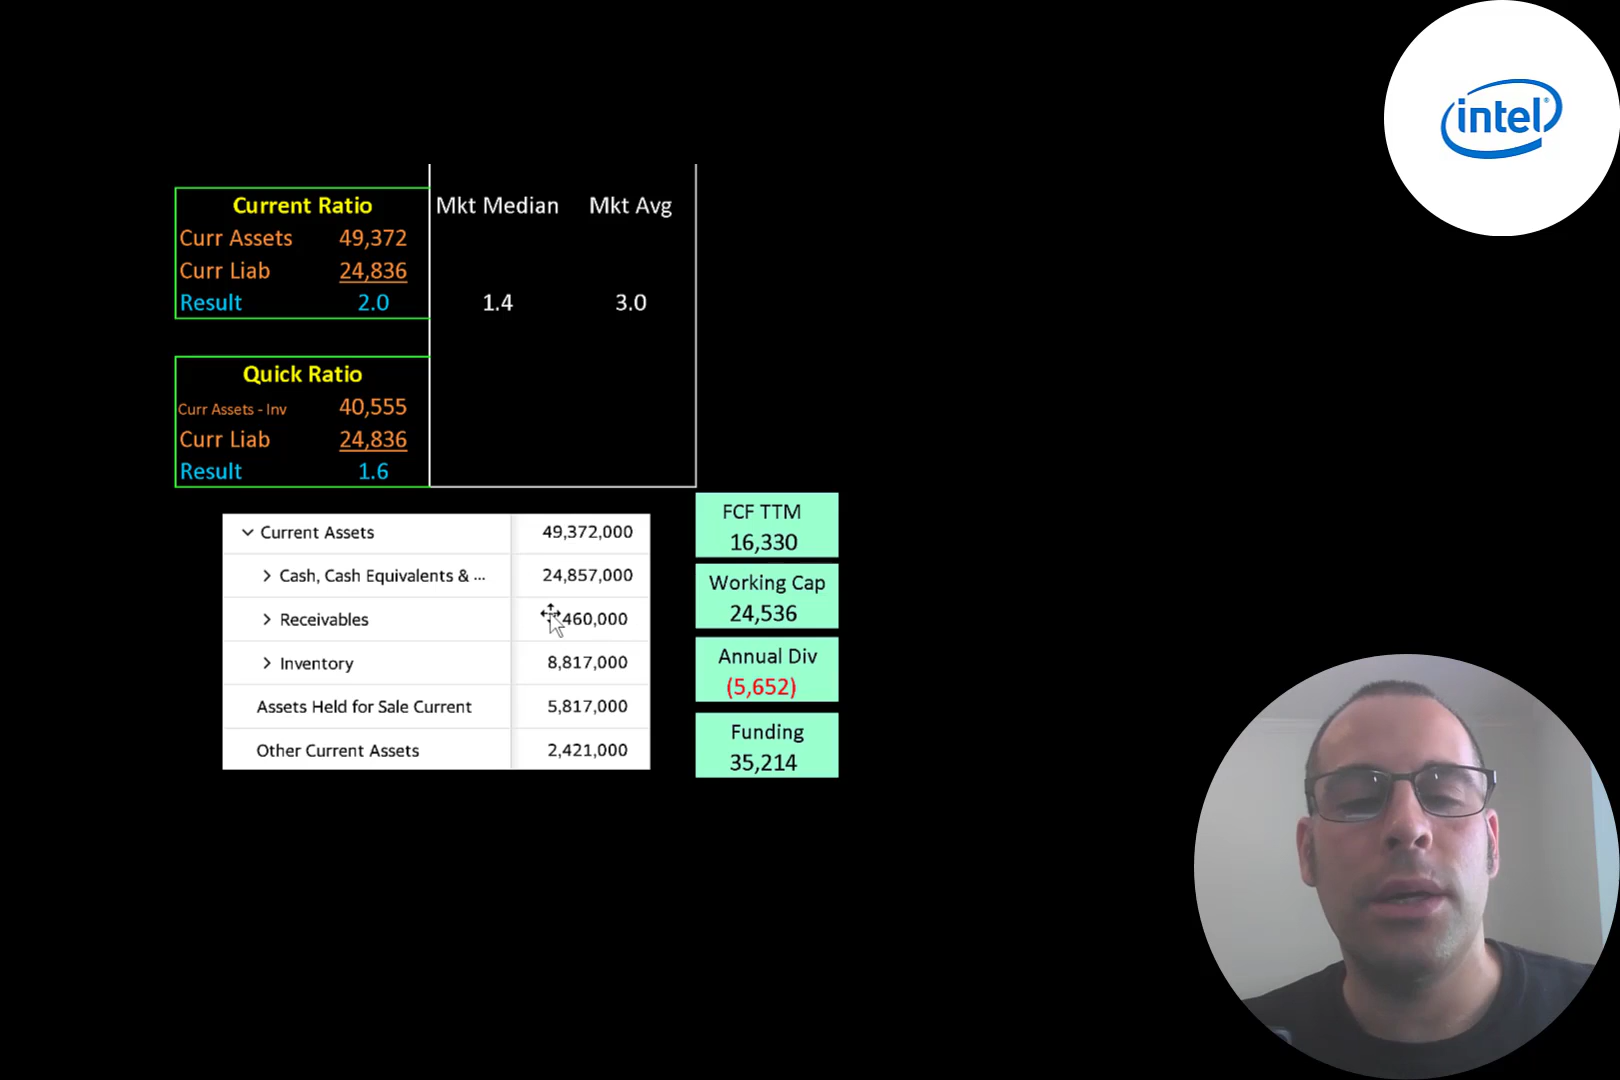 intel
Current Ratio Mkt Median Mkt Avg
Curr Assets 49,372
Curr Liab 24,836
Result 2.0 1.4 3.0
Quick Ratio
Curr Assets - Inv 40,555
Curr Liab 24,836
Result 1.6
Current Assets 49,372,000
Cash, Cash Equivalents & ... 24,857,000
Receivables 460,000
Inventory 8,817,000
Assets Held for Sale Current 5,817,000
Other Current Assets 2,421,000
FCF TTM
16,330
Working Cap
24,536
Annual Div
(5,652)
Funding
35,214